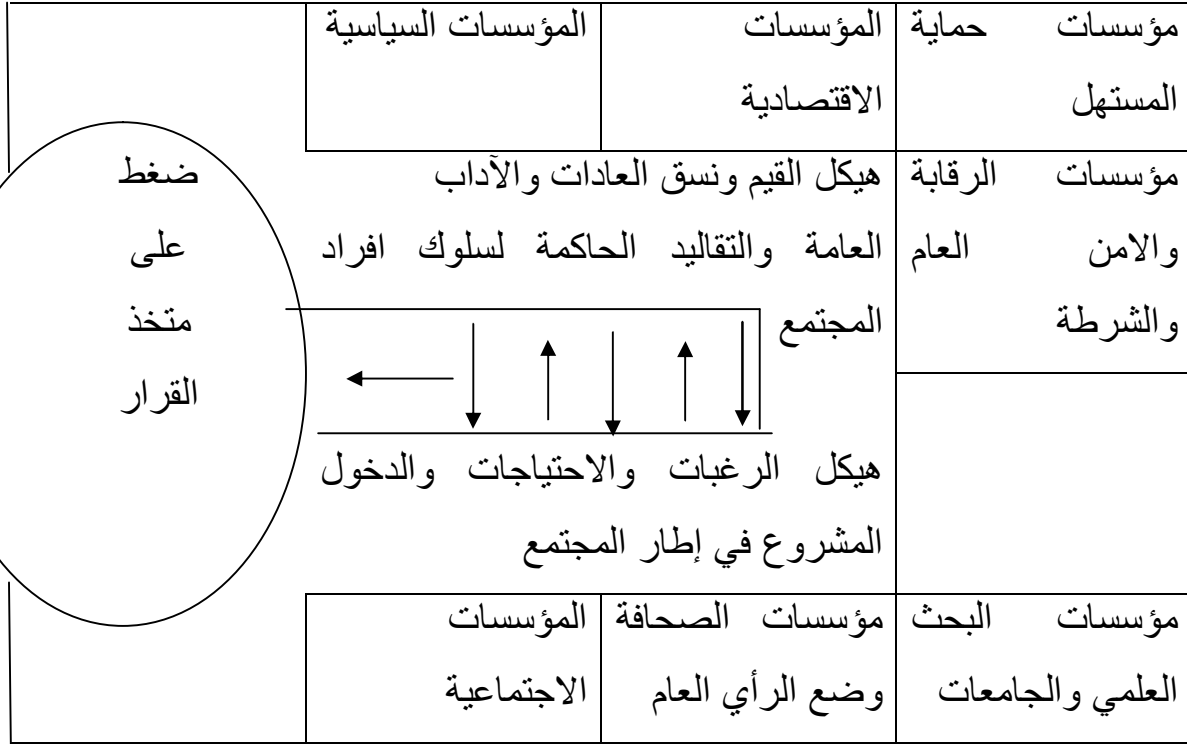 مؤسسات حماية
المستهل
المؤسسات
الاقتصادية
المؤسسات السياسية
مؤسسات الرقابة
والامن العام
والشرطة
هيكل القيم ونسق العادات والآداب
العامة والتقاليد الحاكمة لسلوك افراد
المجتمع
ضغط
على
متخذ
القرار
هيكل الرغبات والاحتياجات والدخول
المشروع في إطار المجتمع
مؤسسات البحث
العلمي والجامعات
مؤسسات الصحافة
وضع الرأي العام
المؤسسات
الاجتماعية